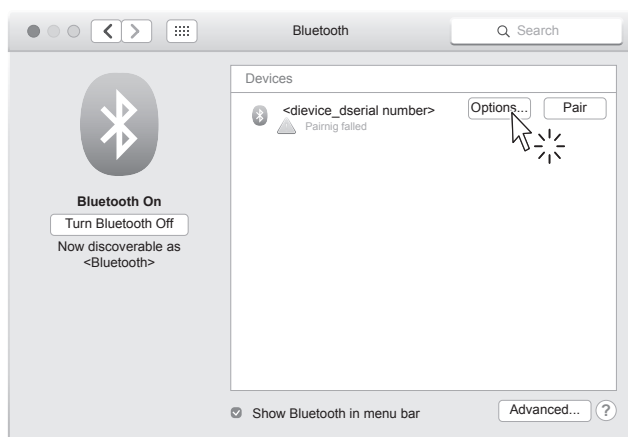 Bluetooth
Search
Devices
<dievice_dserial number>
Options...
Pair
Pairnig falled
Bluetooth On
Turn Bluetooth Off
Now discoverable as
<Bluetooth>
Show Bluetooth in menu bar
Advanced...
?